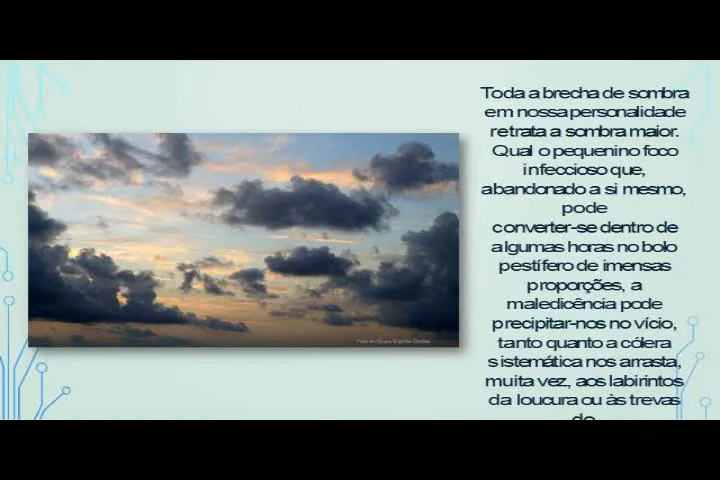 Toda a brecha de sombra
em nossa personalidade
retrata a sombra maior.
Qual o pequenino foco
infeccioso que,
abandonado a si mesmo,
pode
converter-se dentro de
algumas horas no bolo
pestífero de imensas
proporções, a
maledicência pode
precipitar-nos no vício,
tanto quanto a cólera
sistemática nos arrasta,
muita vez, aos labirintos
da loucura ou às trevas
do